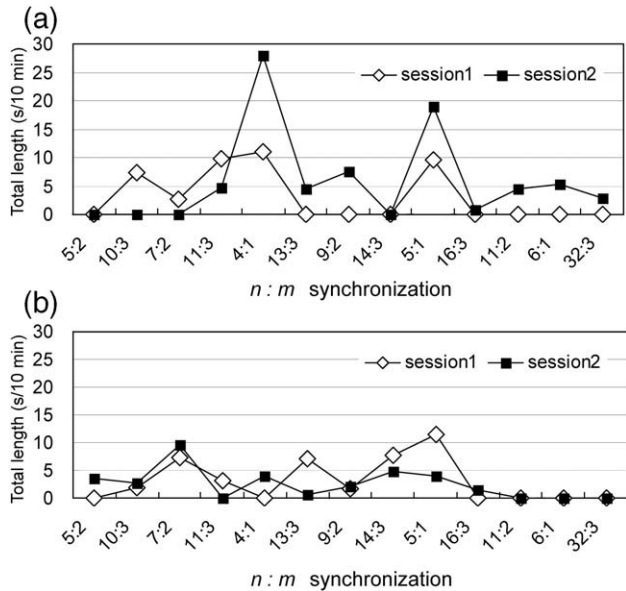 (a)
Total length (s/10 min)
30
25
20
15
10
5
0
session1 session2
5:2 10:3 7:2 11:3 4:1 13:3 9:2 14:3 5:1 16:3 11:2 6:1 32:3
n : m synchronization
(b)
Total length (s/10 min)
30
25
20
15
10
5
0
session1 session2
5:2 10:3 7:2 11:3 4:1 13:3 9:2 14:3 5:1 16:3 11:2 6:1 32:3
n : m synchronization